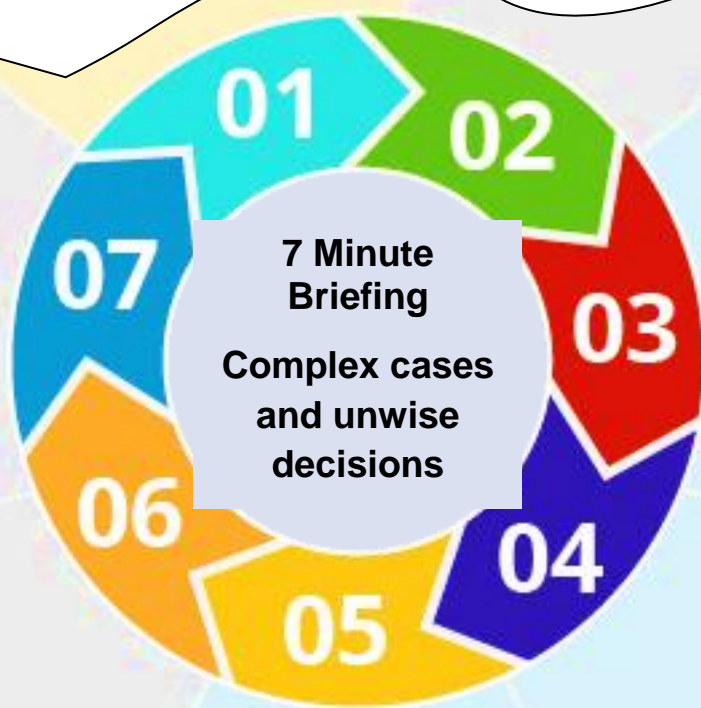 01
02
03
04
05
06
07
7 Minute
Briefing
Complex cases
and unwise
decisions